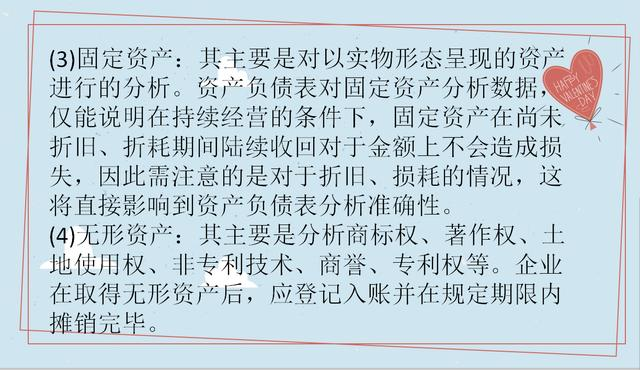 (3)固定资产：其主要是对以实物形态呈现的资产
进行的分析。资产负债表对固定资产分析数据，
仅能说明在持续经营的条件下，固定资产在尚未
折旧、折耗期间陆续收回对于金额上不会造成损
失，因此需注意的是对于折旧、损耗的情况，这
将直接影响到资产负债表分析准确性。
(4)无形资产：其主要是分析商标权、著作权、土
地使用权、非专利技术、商誉、专利权等。企业
在取得无形资产后，应登记入账并在规定期限内
摊销完毕。
HAPPY
VALENTINE'S
DAY